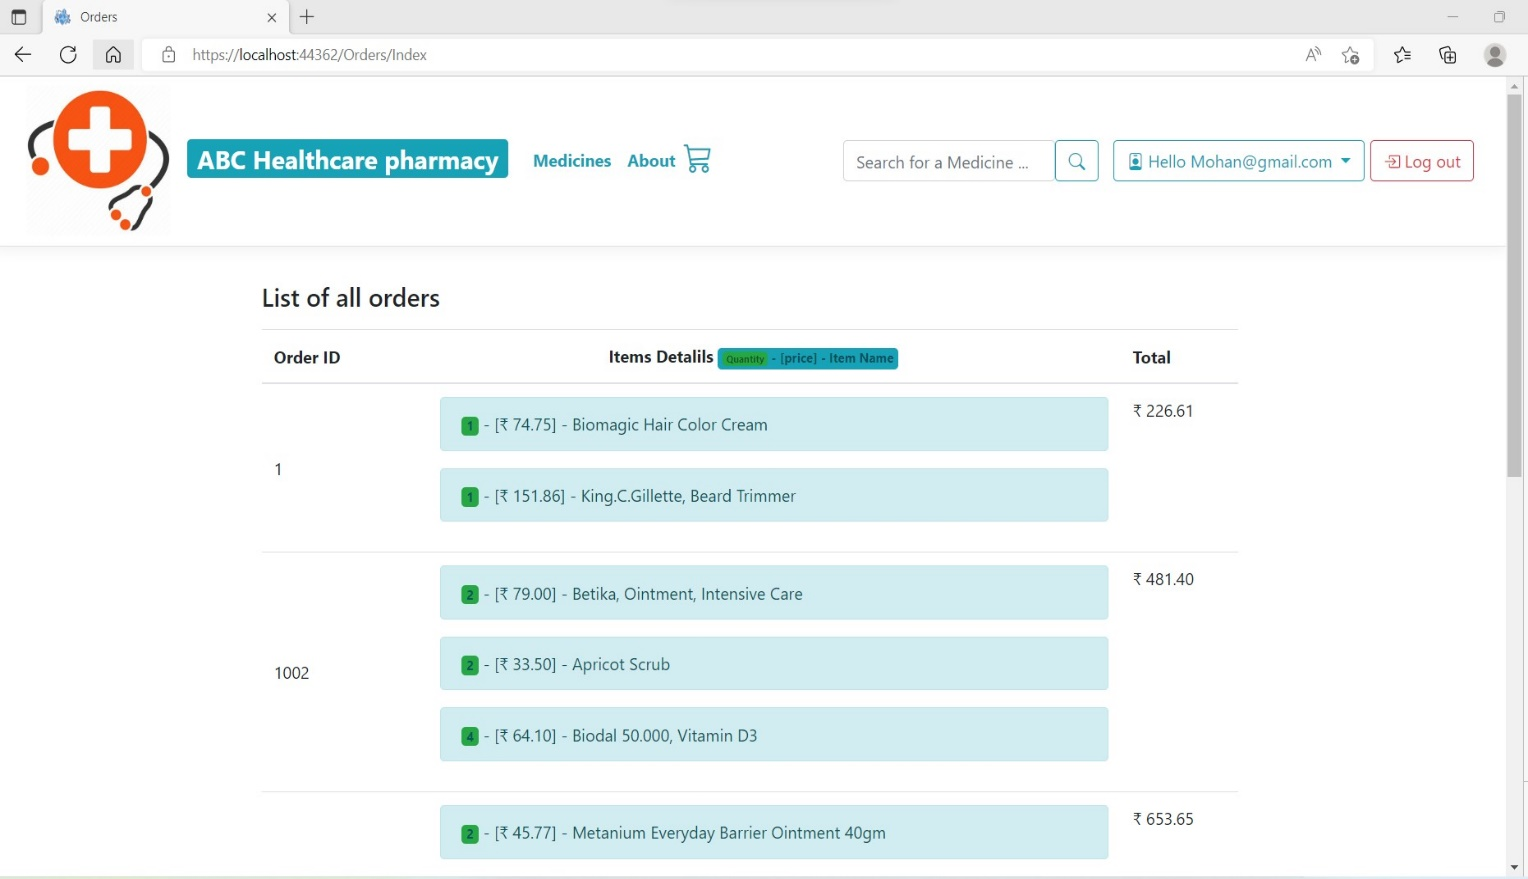 Orders
https://localhost:44362/Orders/Index
ABC Healthcare pharmacy
Medicines
About
Search for a Medicine ...
Hello Mohan@gmail.com
Log out
List of all orders
Order ID
Items Detalils Quantity - [price] - Item Name
Total
1 - [₹ 74.75] - Biomagic Hair Color Cream
₹ 226.61
1
1 - [₹ 151.86] - King.C.Gillette, Beard Trimmer
2 - [₹ 79.00] - Betika, Ointment, Intensive Care
₹ 481.40
2 - [₹ 33.50] - Apricot Scrub
1002
4 - [₹ 64.10] - Biodal 50.000, Vitamin D3
2 - [₹ 45.77] - Metanium Everyday Barrier Ointment 40gm
₹ 653.65